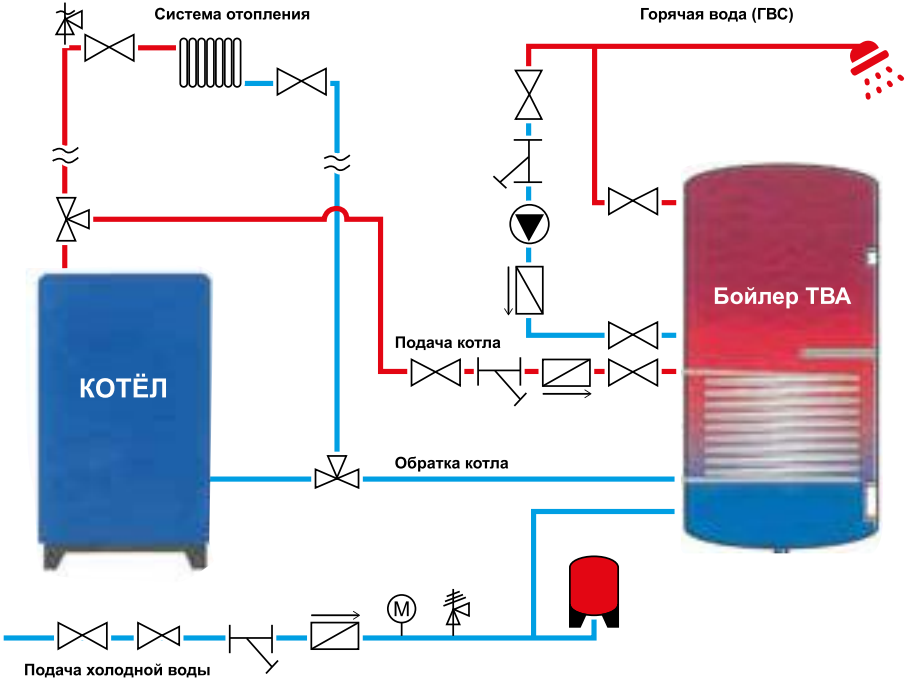 Система отопления
Горячая вода (ГВС)
Бойлер ТВА
Подача котла
КОТЁЛ
Обратка котла
М
Подача холодной воды